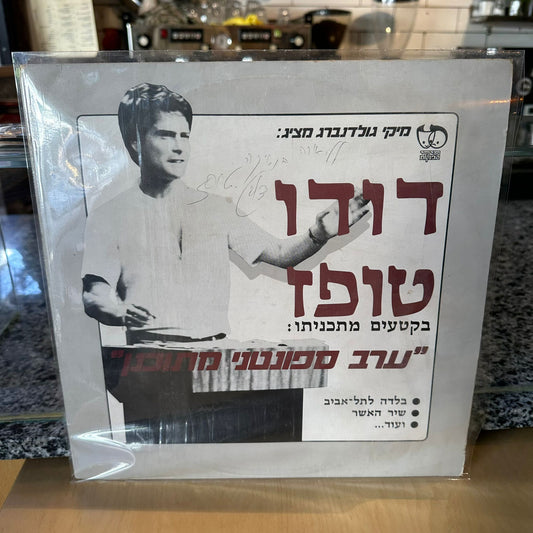 מיקי גולדנברג מציג:
דודו
טופז
בקטעים מתכניתו:
"ערב ספונטני מתוכנן"
בלדה לתל-אביב
שיר האשר
ועוד...